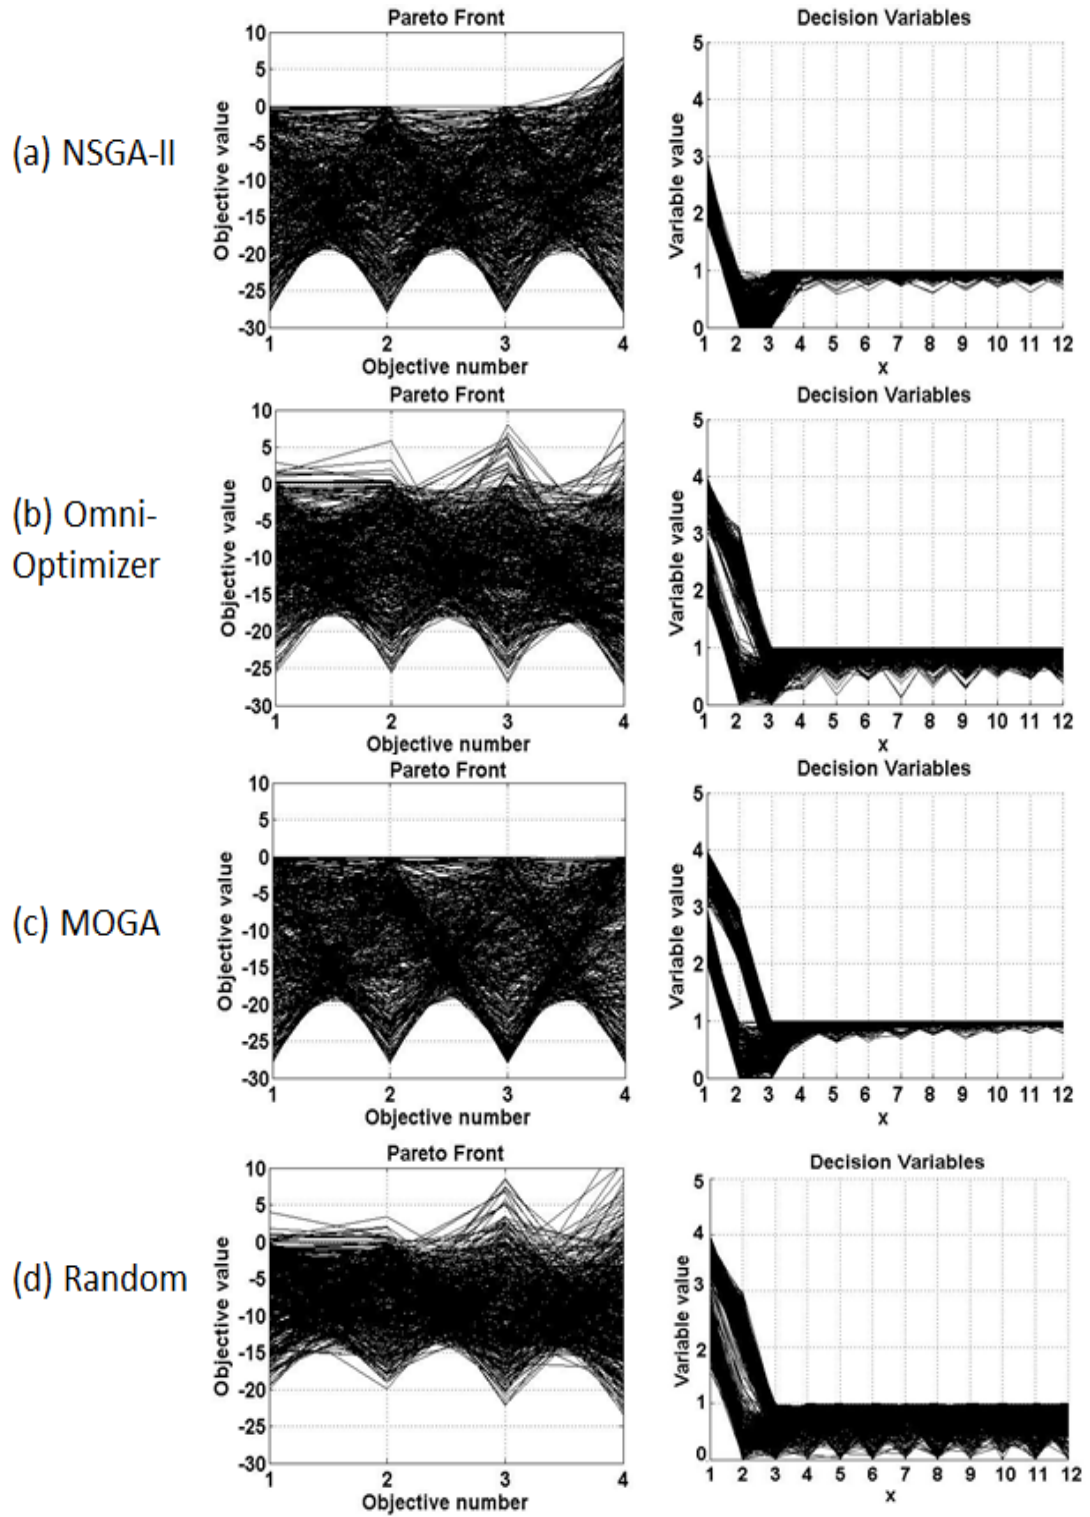 Pareto Front
Decision Variables
10
5
0
-5
-10
-15
-20
-25
-30
Objective value
1
2
3
4
Objective number
5
4
3
2
1
0
Variable value
1 2 3 4 5 6 7 8 9 10 11 12
x
(a) NSGA-II
Pareto Front
Decision Variables
10
5
0
-5
-10
-15
-20
-25
-30
Objective value
1
2
3
4
Objective number
5
4
3
2
1
0
Variable value
1 2 3 4 5 6 7 8 9 10 11 12
x
(b) Omni-
Optimizer
Pareto Front
Decision Variables
10
5
0
-5
-10
-15
-20
-25
-30
Objective value
1
2
3
4
Objective number
5
4
3
2
1
0
Variable value
1 2 3 4 5 6 7 8 9 10 11 12
x
(c) MOGA
Pareto Front
Decision Variables
10
5
0
-5
-10
-15
-20
-25
-30
Objective value
1
2
3
4
Objective number
5
4
3
2
1
0
Variable value
1 2 3 4 5 6 7 8 9 10 11 12
x
(d) Random